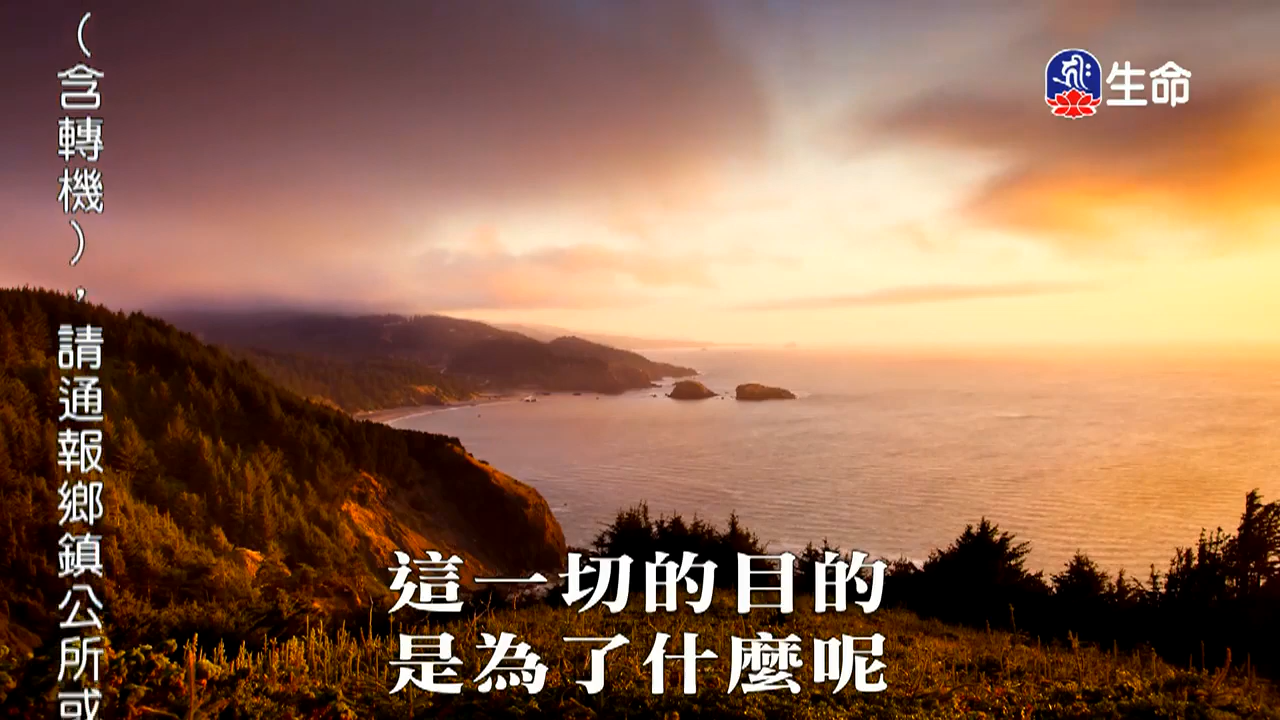 （含轉機），請通報鄉鎮公所或
生命
這一切的目的
是為了什麼呢